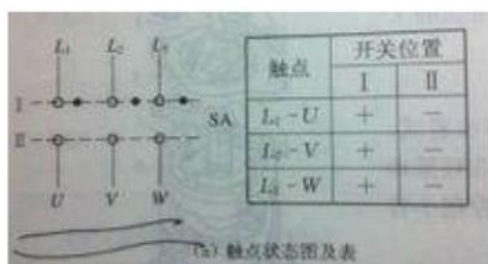 L₁ L₂ L₃
I
II
SA
U V W
触点 开关位置
I II
L₁-U + -
L₂-V + -
L₃-W + -
(a) 触点状态图及表